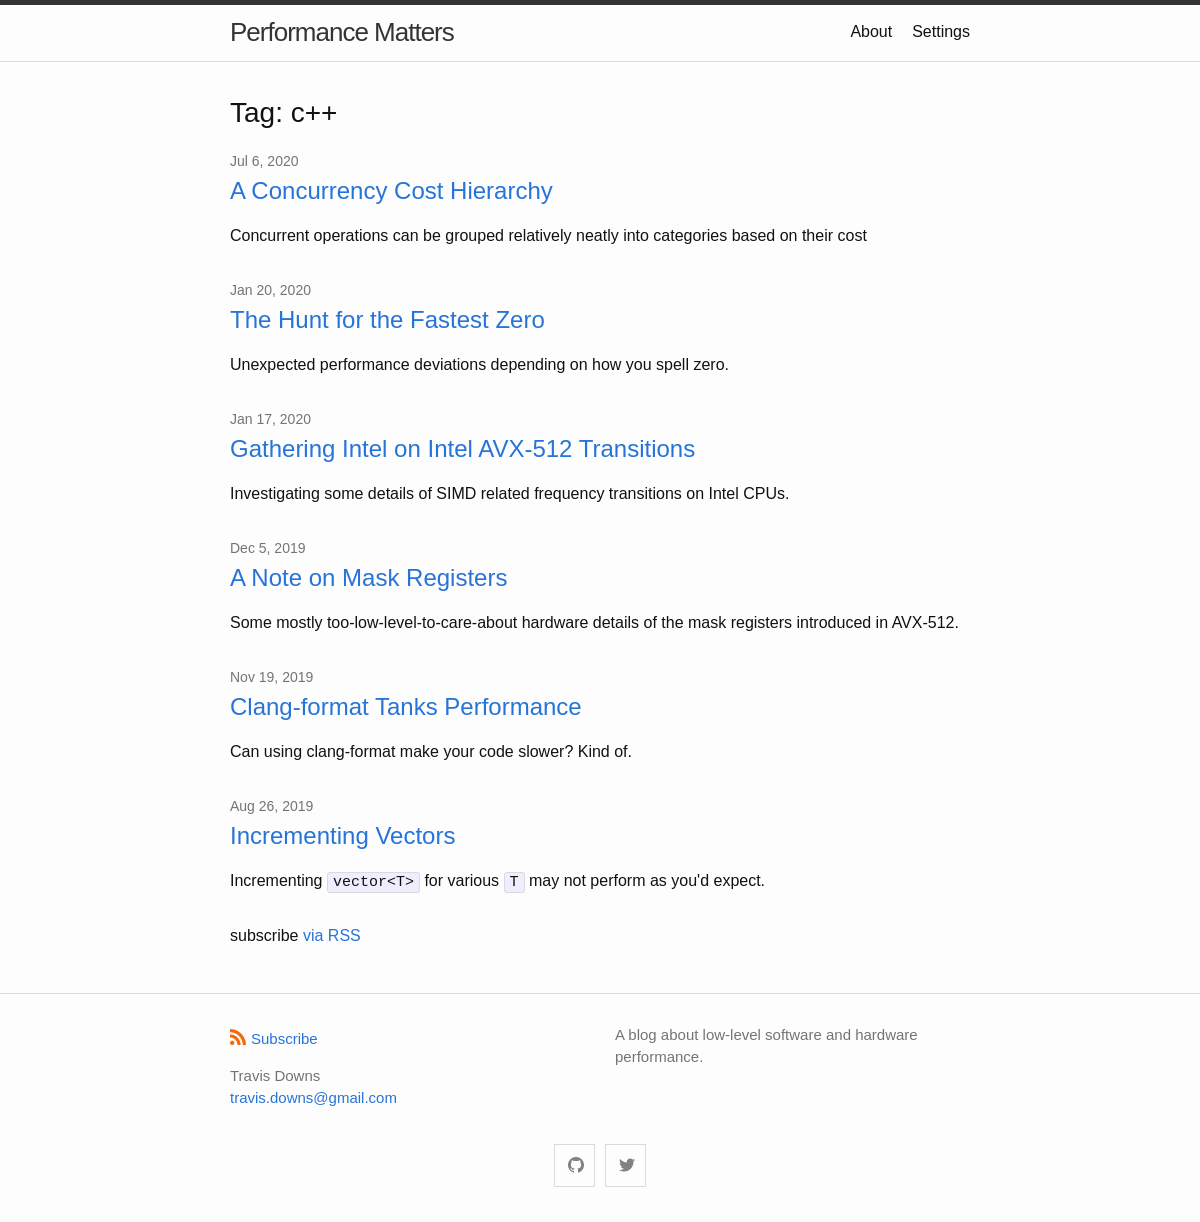 Performance Matters
About
Settings
Tag: c++
Jul 6, 2020
A Concurrency Cost Hierarchy
Concurrent operations can be grouped relatively neatly into categories based on their cost
Jan 20, 2020
The Hunt for the Fastest Zero
Unexpected performance deviations depending on how you spell zero.
Jan 17, 2020
Gathering Intel on Intel AVX-512 Transitions
Investigating some details of SIMD related frequency transitions on Intel CPUs.
Dec 5, 2019
A Note on Mask Registers
Some mostly too-low-level-to-care-about hardware details of the mask registers introduced in AVX-512.
Nov 19, 2019
Clang-format Tanks Performance
Can using clang-format make your code slower? Kind of.
Aug 26, 2019
Incrementing Vectors
Incrementing vector<T> for various T may not perform as you'd expect.
subscribe via RSS
Subscribe
Travis Downs
travis.downs@gmail.com
A blog about low-level software and hardware
performance.